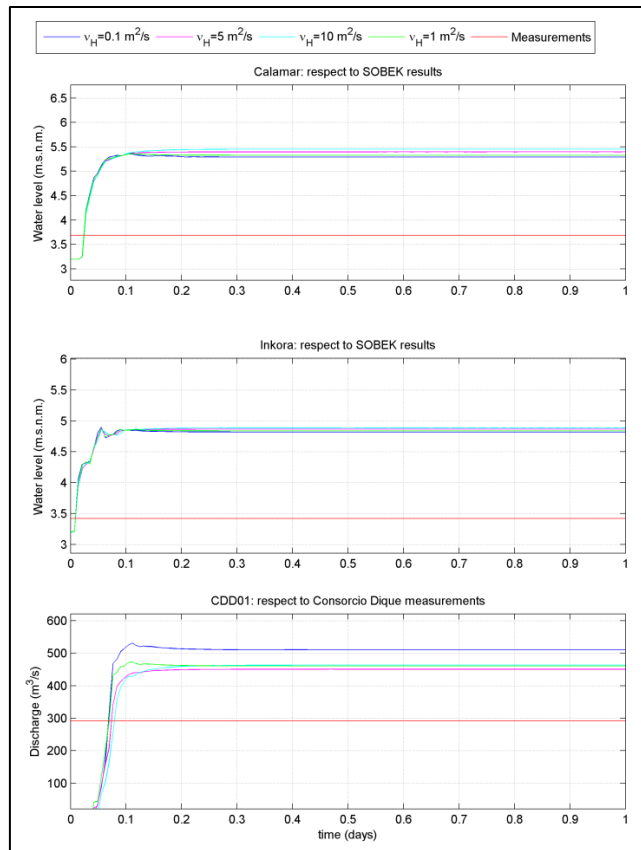 ν_H=0.1 m²/s ν_H=5 m²/s ν_H=10 m²/s ν_H=1 m²/s Measurements
Calamar: respect to SOBEK results
Water level (m.s.n.m.)
6.5
6
5.5
5
4.5
4
3.5
3
0 0.1 0.2 0.3 0.4 0.5 0.6 0.7 0.8 0.9 1
Inkora: respect to SOBEK results
Water level (m.s.n.m.)
6
5.5
5
4.5
4
3.5
3
0 0.1 0.2 0.3 0.4 0.5 0.6 0.7 0.8 0.9 1
CDD01: respect to Consorcio Dique measurements
Discharge (m³/s)
600
500
400
300
200
100
0 0.1 0.2 0.3 0.4 0.5 0.6 0.7 0.8 0.9 1
time (days)